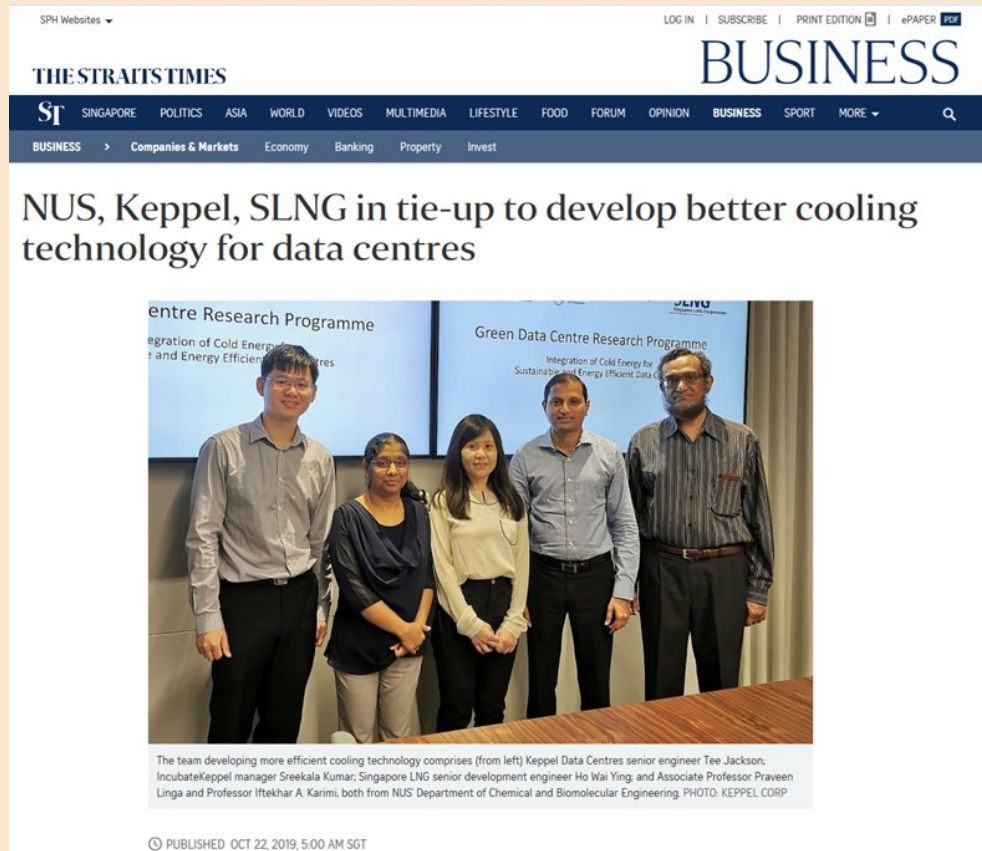 SPH Websites
LOG IN | SUBSCRIBE | PRINT EDITION | ePAPER PDF
THE STRAITS TIMES
BUSINESS
ST SINGAPORE POLITICS ASIA WORLD VIDEOS MULTIMEDIA LIFESTYLE FOOD FORUM OPINION BUSINESS SPORT MORE
BUSINESS > Companies & Markets Economy Banking Property Invest
NUS, Keppel, SLNG in tie-up to develop better cooling
technology for data centres
entre Research Programme
egration of Cold Energy
e and Energy Efficien tres
SLNG
Green Data Centre Research Programme
Integration of Cold Energy for
Sustainable and Energy Efficient Data C
The team developing more efficient cooling technology comprises (from left) Keppel Data Centres senior engineer Tee Jackson;
IncubateKeppel manager Sreekala Kumar; Singapore LNG senior development engineer Ho Wai Ying; and Associate Professor Praveen
Linga and Professor Iftekhar A. Karimi, both from NUS' Department of Chemical and Biomolecular Engineering. PHOTO: KEPPEL CORP
PUBLISHED OCT 22, 2019, 5:00 AM SGT